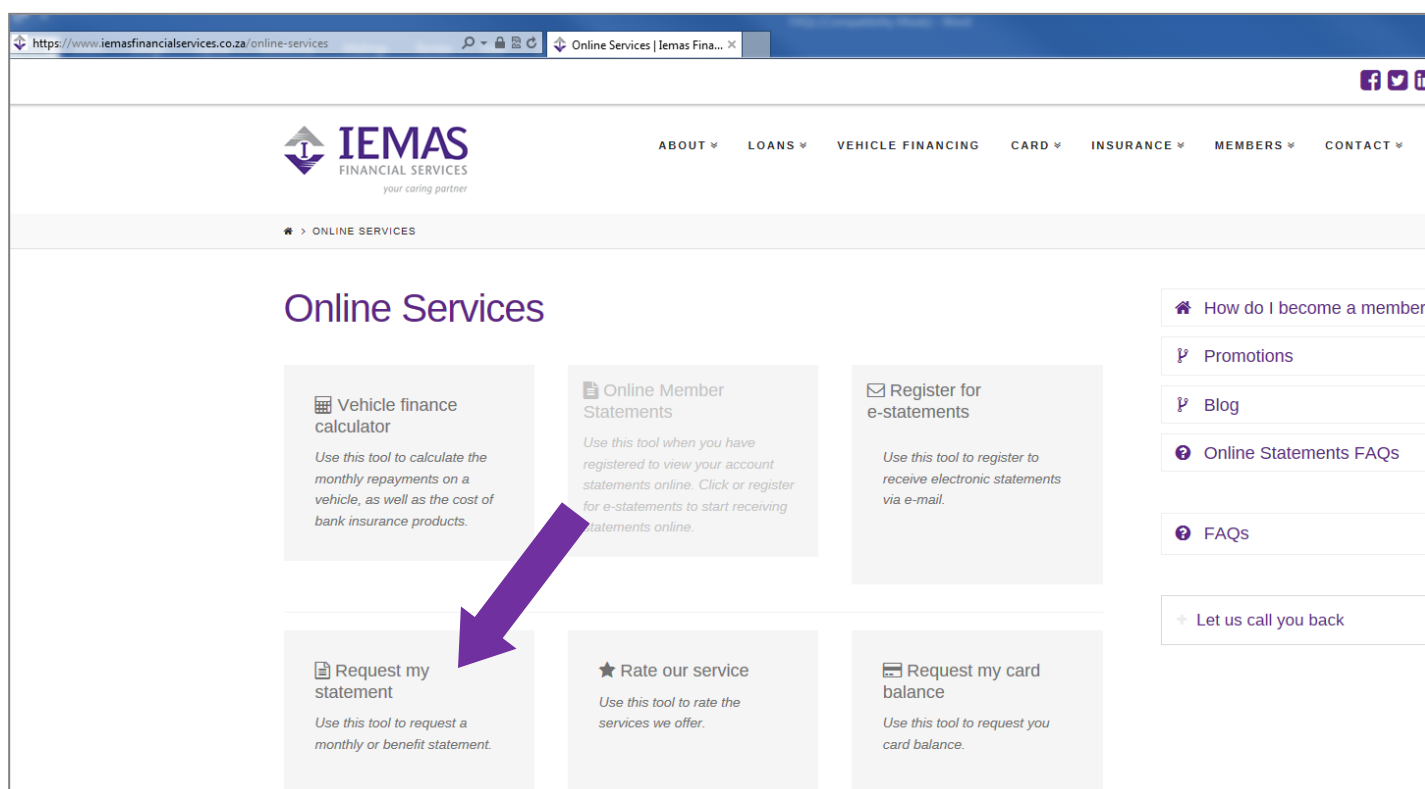 https://www.iemasfinancialservices.co.za/online-services
Online Services | Iemas Fina...
IEMAS
FINANCIAL SERVICES
your caring partner
ABOUT
LOANS
VEHICLE FINANCING
CARD
INSURANCE
MEMBERS
CONTACT
> ONLINE SERVICES
Online Services
Vehicle finance
calculator
Use this tool to calculate the
monthly repayments on a
vehicle, as well as the cost of
bank insurance products.
Online Member
Statements
Use this tool when you have
registered to view your account
statements online. Click or register
for e-statements to start receiving
statements online.
Register for
e-statements
Use this tool to register to
receive electronic statements
via e-mail.
Request my
statement
Use this tool to request a
monthly or benefit statement.
Rate our service
Use this tool to rate the
services we offer.
Request my card
balance
Use this tool to request you
card balance.
How do I become a member
Promotions
Blog
Online Statements FAQs
FAQs
Let us call you back